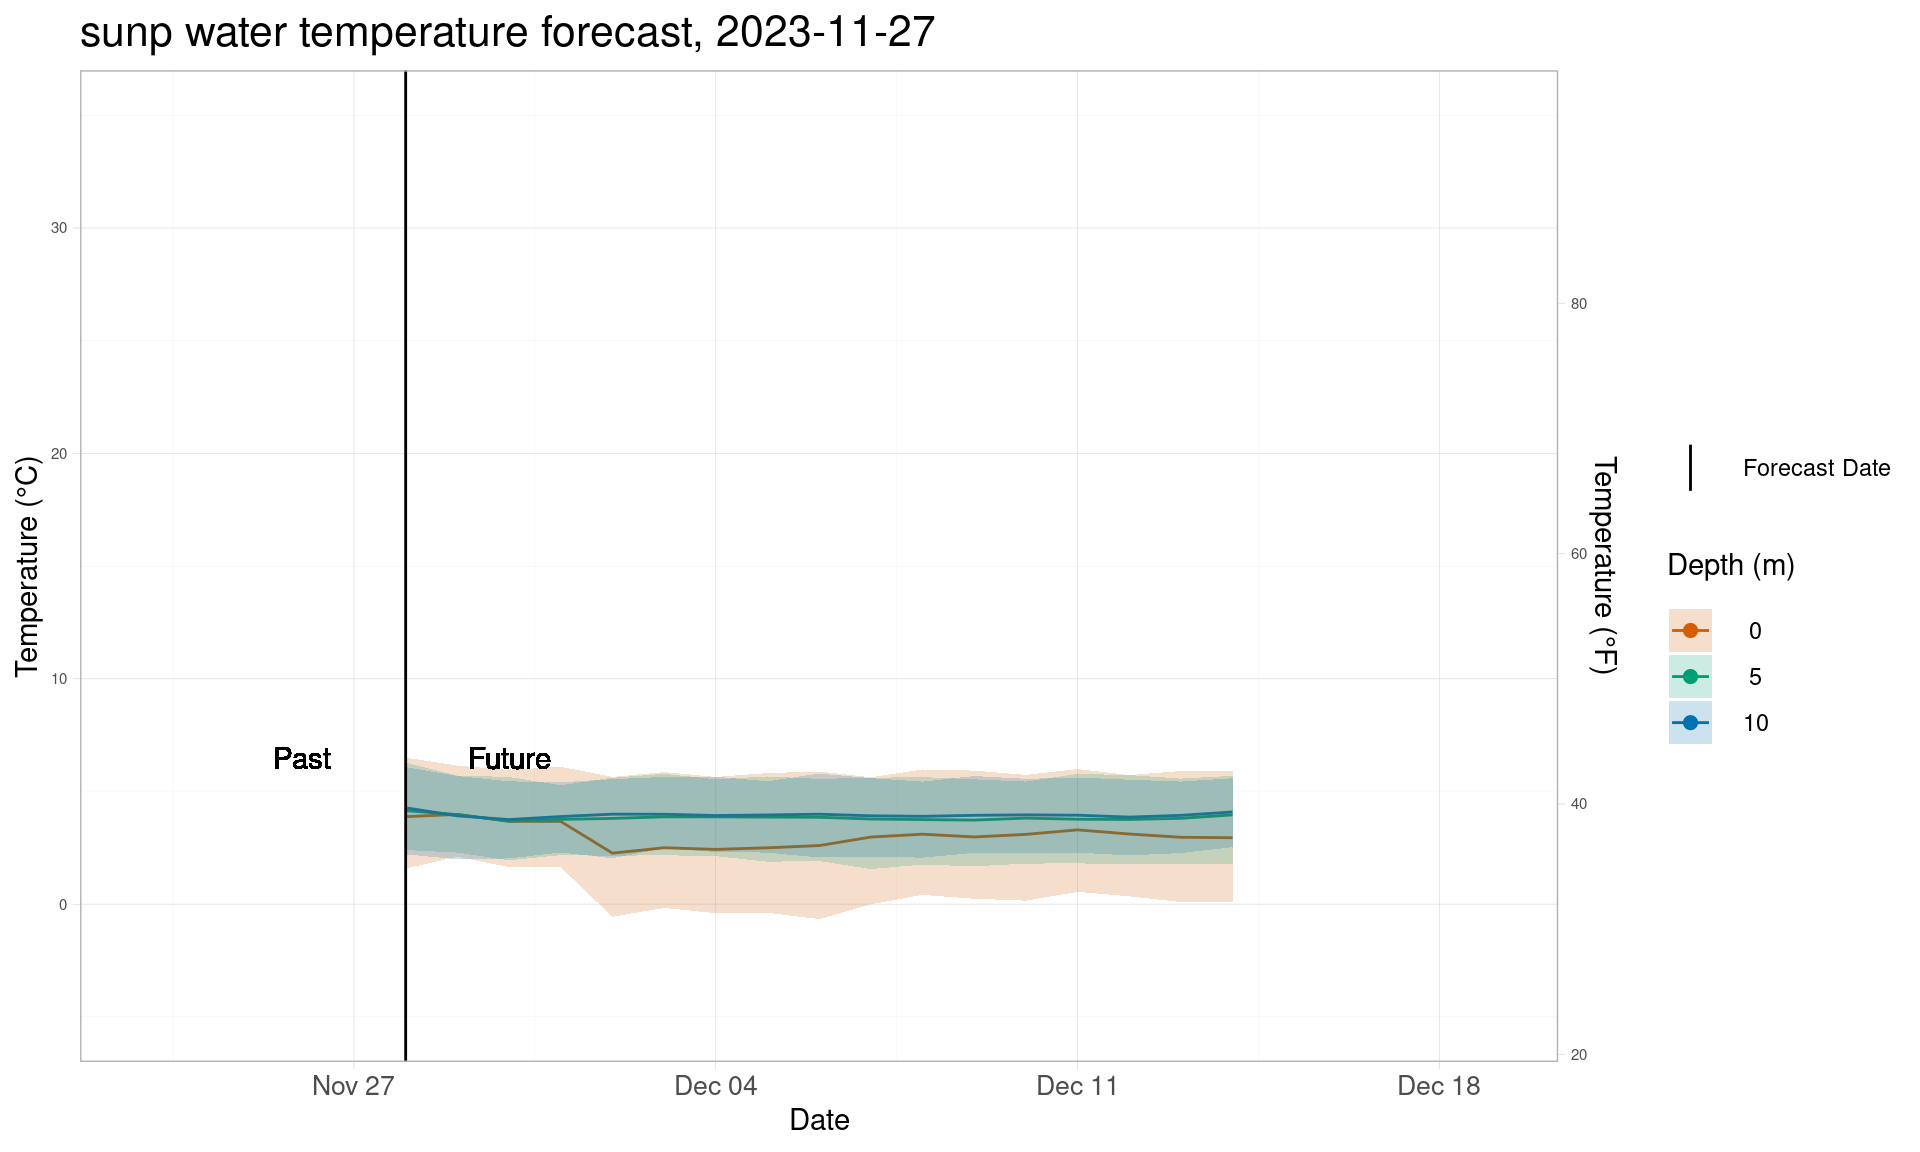 sunp water temperature forecast, 2023-11-27
Temperature (°C)
30
20
10
0
Past
Future
80
60
40
20
Temperature (°F)
Nov 27
Dec 04
Dec 11
Dec 18
Date
Forecast Date
Depth (m)
0
5
10